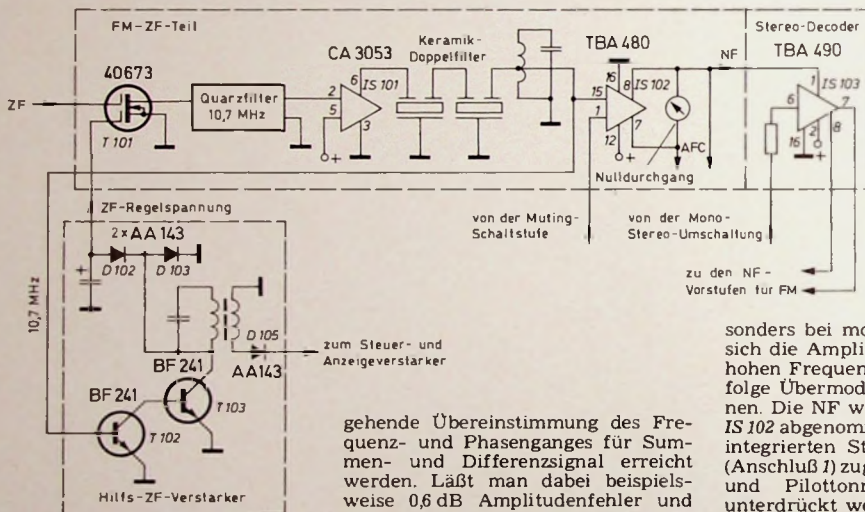 FM-ZF-Teil
Stereo-Decoder
40673
ZF
T 101
Quarzfilter
10,7 MHz
CA 3053
6
IS 101
2
5
3
+
Keramik-
Doppelfilter
TBA 480
16
8
IS 102
15
1
7
12
+
NF
AFC
Nulldurchgang
TBA 490
1
IS 103
6
7
2
8
16
+
von der Muting-
Schaltstufe
von der Mono-
Stereo-Umschaltung
zu den NF-
Vorstufen für FM
ZF-Regelspannung
2x AA 143
D 102
D 103
+
10,7 MHz
D 105
AA 143
zum Steuer- und
Anzeigeverstärker
BF 241
T 103
BF 241
T 102
Hilfs-ZF-Verstärker
gehende Übereinstimmung des Fre-
quenz- und Phasenganges für Sum-
men- und Differenzsignal erreicht
werden. Läßt man dabei beispiels-
weise 0,6 dB Amplitudenfehler und
sonders bei mo
sich die Ampli
hohen Frequen
folge Übermod
nen. Die NF w
IS 102 abgenom
integrierten St
(Anschluß 1) zug
und Pilottonr
unterdrückt we